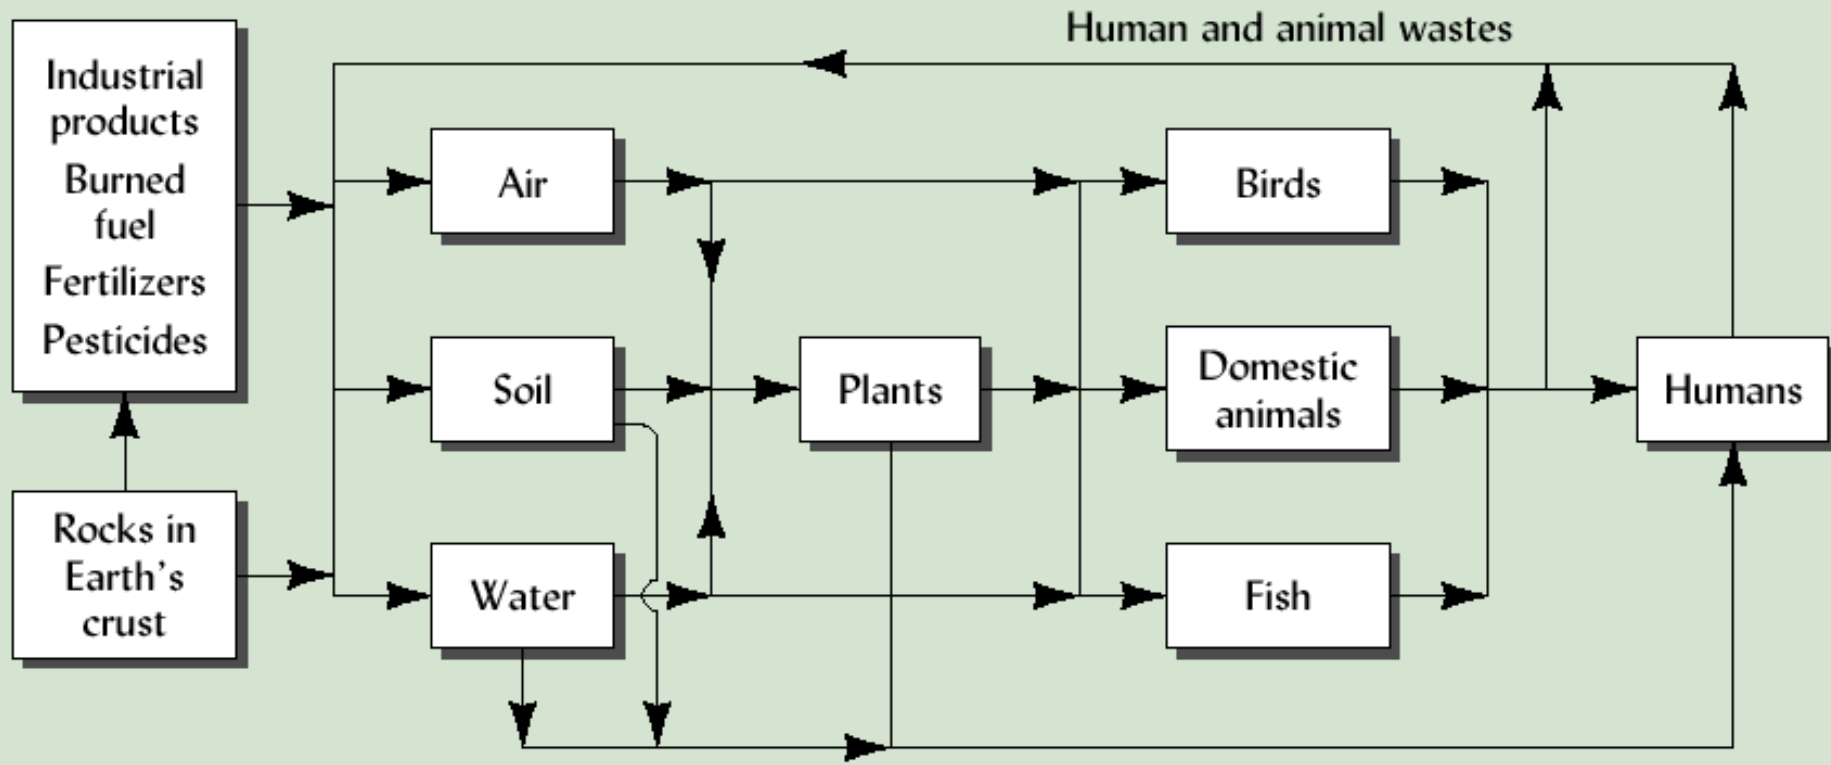 Human and animal wastes
Industrial
products
Burned
fuel
Fertilizers
Pesticides
Air
Birds
Soil
Plants
Domestic
animals
Humans
Rocks in
Earth's
crust
Water
Fish